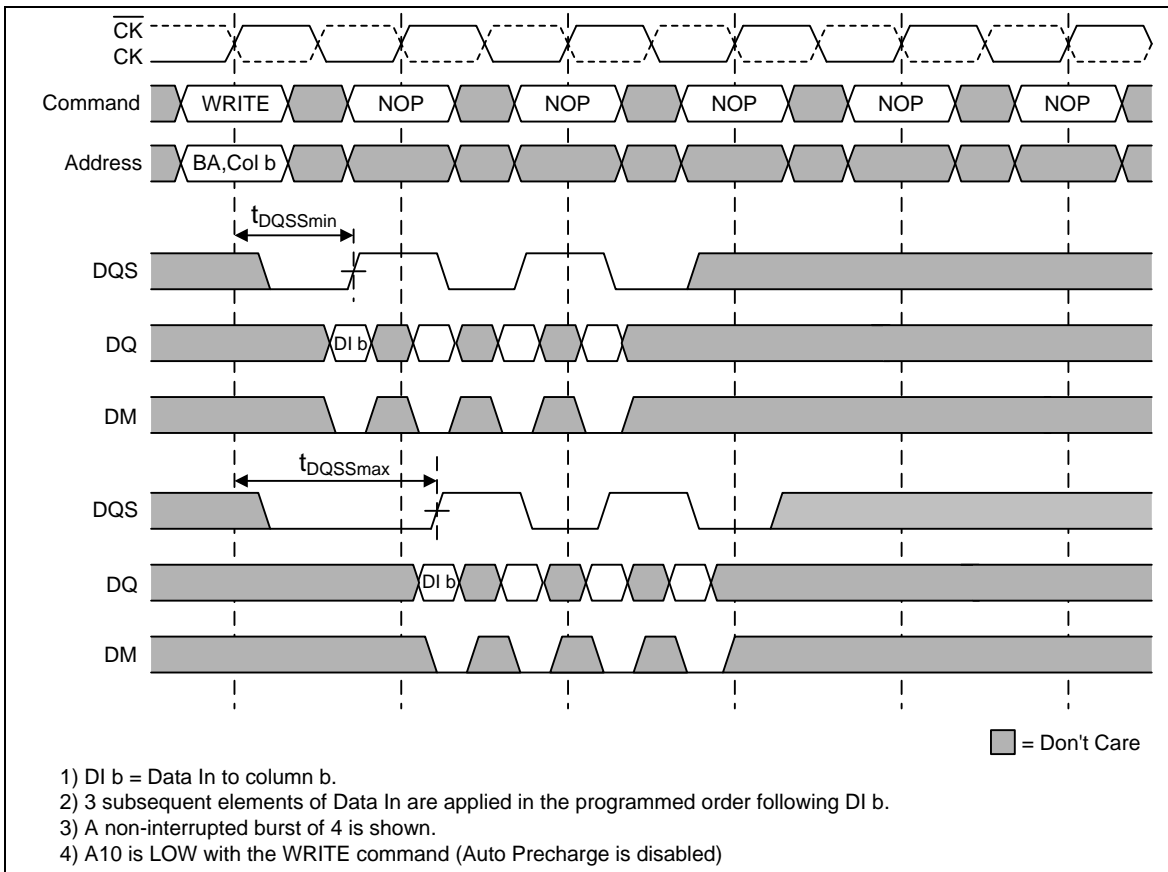 CK
CK
Command WRITE NOP NOP NOP NOP NOP
Address BA,Col b
tDQSSmin
DQS
DQ DI b
DM
tDQSSmax
DQS
DQ DI b
DM
= Don't Care
1) DI b = Data In to column b.
2) 3 subsequent elements of Data In are applied in the programmed order following DI b.
3) A non-interrupted burst of 4 is shown.
4) A10 is LOW with the WRITE command (Auto Precharge is disabled)